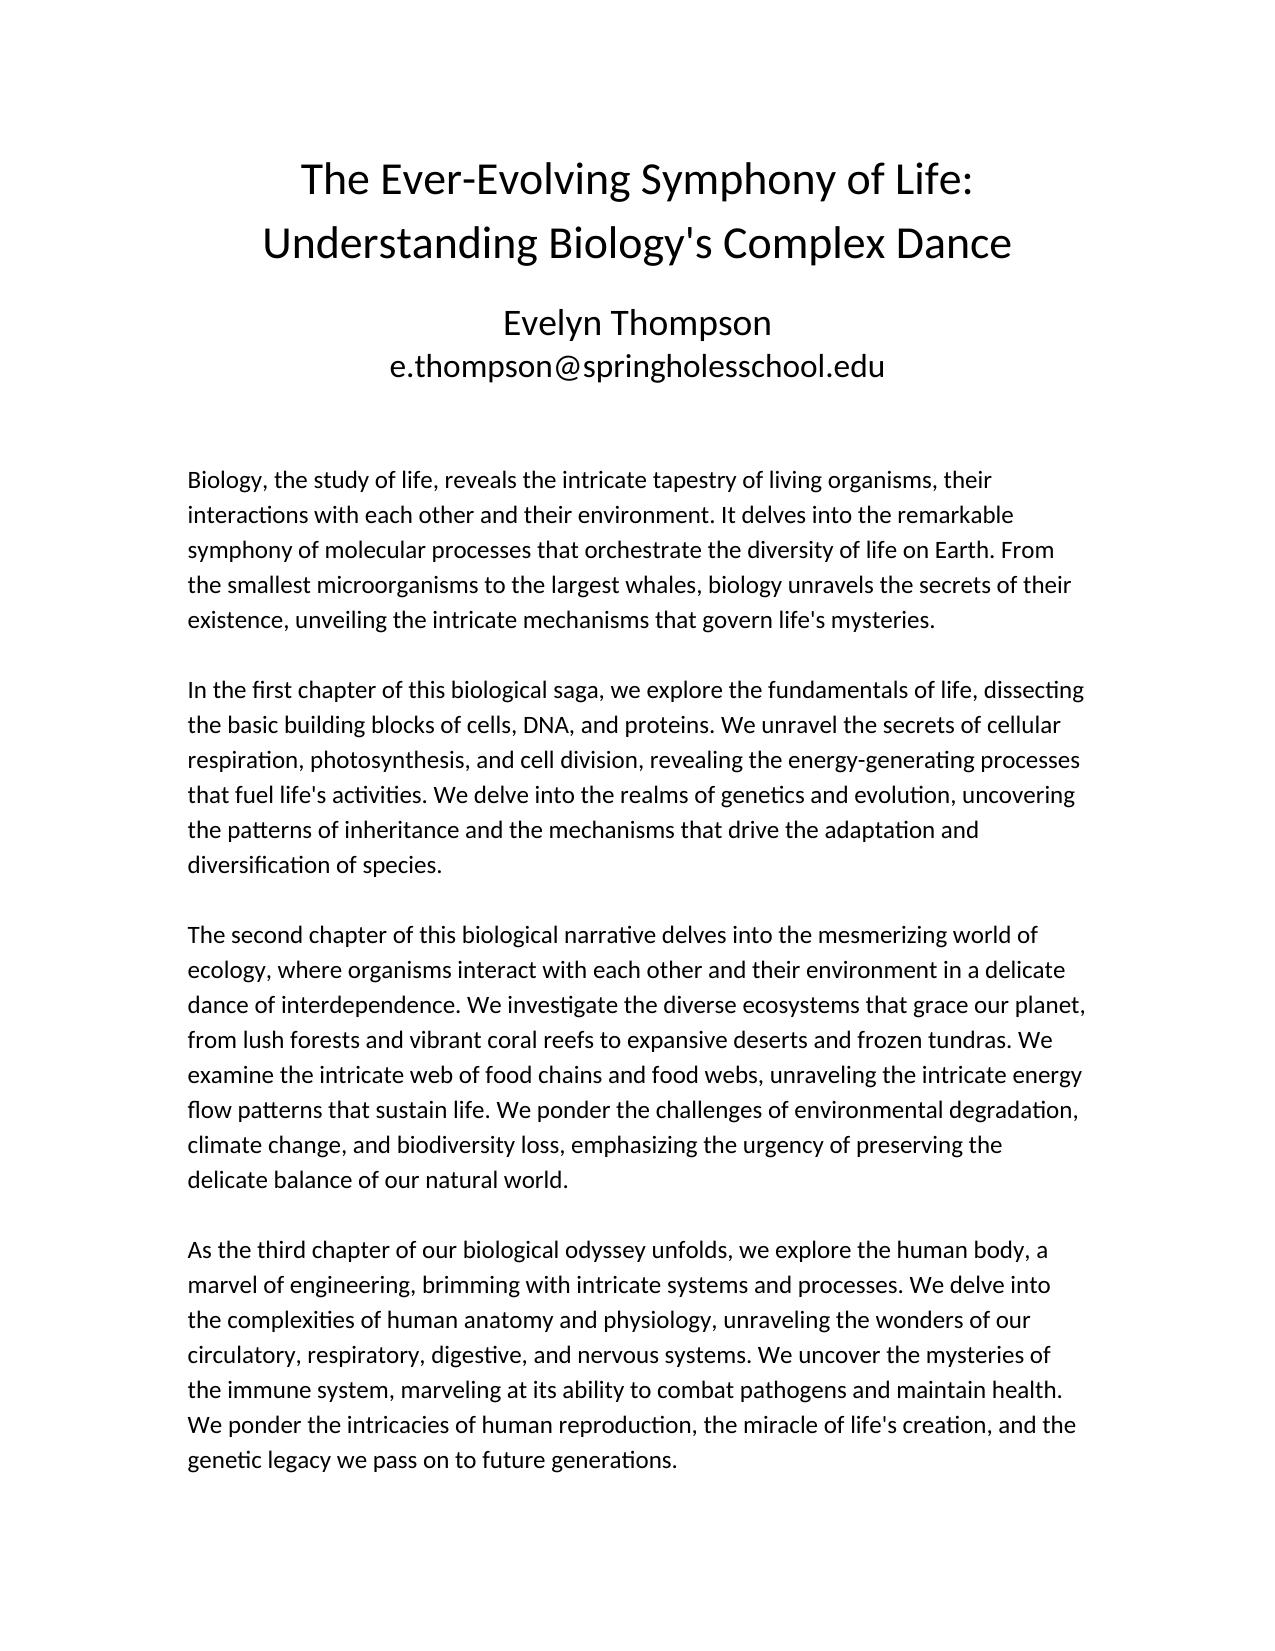 The Ever-Evolving Symphony of Life:
Understanding Biology's Complex Dance
Evelyn Thompson
e.thompson@springholesschool.edu
Biology, the study of life, reveals the intricate tapestry of living organisms, their
interactions with each other and their environment. It delves into the remarkable
symphony of molecular processes that orchestrate the diversity of life on Earth. From
the smallest microorganisms to the largest whales, biology unravels the secrets of their
existence, unveiling the intricate mechanisms that govern life's mysteries.
In the first chapter of this biological saga, we explore the fundamentals of life, dissecting
the basic building blocks of cells, DNA, and proteins. We unravel the secrets of cellular
respiration, photosynthesis, and cell division, revealing the energy-generating processes
that fuel life's activities. We delve into the realms of genetics and evolution, uncovering
the patterns of inheritance and the mechanisms that drive the adaptation and
diversification of species.
The second chapter of this biological narrative delves into the mesmerizing world of
ecology, where organisms interact with each other and their environment in a delicate
dance of interdependence. We investigate the diverse ecosystems that grace our planet,
from lush forests and vibrant coral reefs to expansive deserts and frozen tundras. We
examine the intricate web of food chains and food webs, unraveling the intricate energy
flow patterns that sustain life. We ponder the challenges of environmental degradation,
climate change, and biodiversity loss, emphasizing the urgency of preserving the
delicate balance of our natural world.
As the third chapter of our biological odyssey unfolds, we explore the human body, a
marvel of engineering, brimming with intricate systems and processes. We delve into
the complexities of human anatomy and physiology, unraveling the wonders of our
circulatory, respiratory, digestive, and nervous systems. We uncover the mysteries of
the immune system, marveling at its ability to combat pathogens and maintain health.
We ponder the intricacies of human reproduction, the miracle of life's creation, and the
genetic legacy we pass on to future generations.